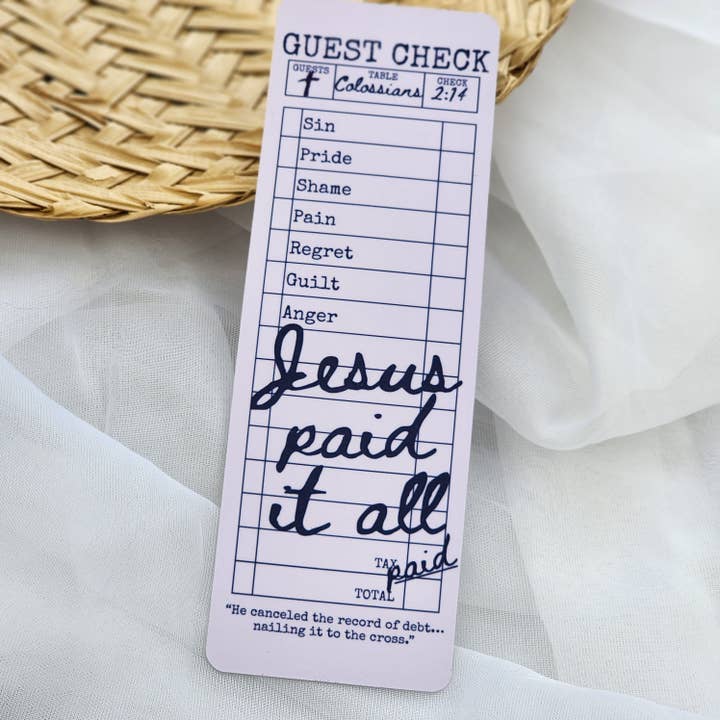 GUEST CHECK
GUESTS TABLE CHECK
Colossians 2:14
Sin
Pride
Shame
Pain
Regret
Guilt
Anger
Jesus
paid
it all
TAX
paid
TOTAL
“He canceled the record of debt...
nailing it to the cross.”